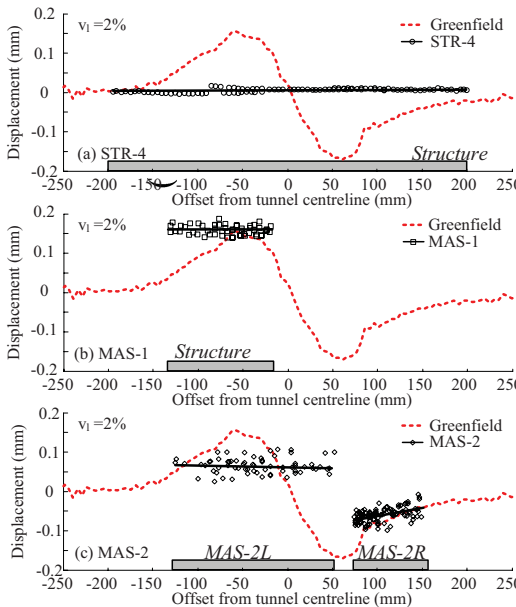 Displacement (mm)
0.2
0.1
0
-0.1
-0.2
v_l=2%
Greenfield
STR-4
(a) STR-4
Structure
-250 -200 -150 -100 -50 0 50 100 150 200 250
Offset from tunnel centreline (mm)
Displacement (mm)
0.2
0.1
0
-0.1
-0.2
v_l=2%
Greenfield
MAS-1
(b) MAS-1
Structure
-250 -200 -150 -100 -50 0 50 100 150 200 250
Offset from tunnel centreline (mm)
Displacement (mm)
0.2
0.1
0
-0.1
-0.2
v_l=2%
Greenfield
MAS-2
(c) MAS-2
MAS-2L
MAS-2R
-250 -200 -150 -100 -50 0 50 100 150 200 250
Offset from tunnel centreline (mm)